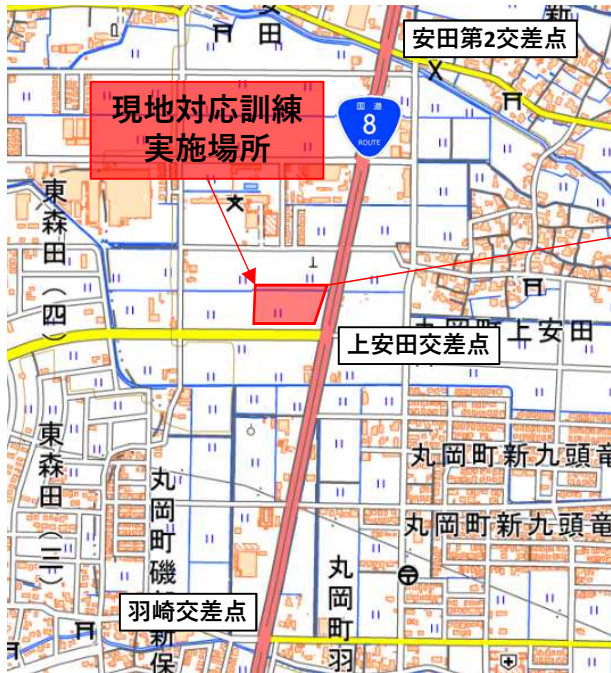 安田
新
安田第2交差点
現地対応訓練
実施場所
国道
8
ROUTE
東森田（四）
丸岡町上安田
上安田交差点
東森田（三）
丸岡町新九頭竜
丸岡町新九頭竜
丸岡町磯部新保
丸岡町羽
羽崎交差点